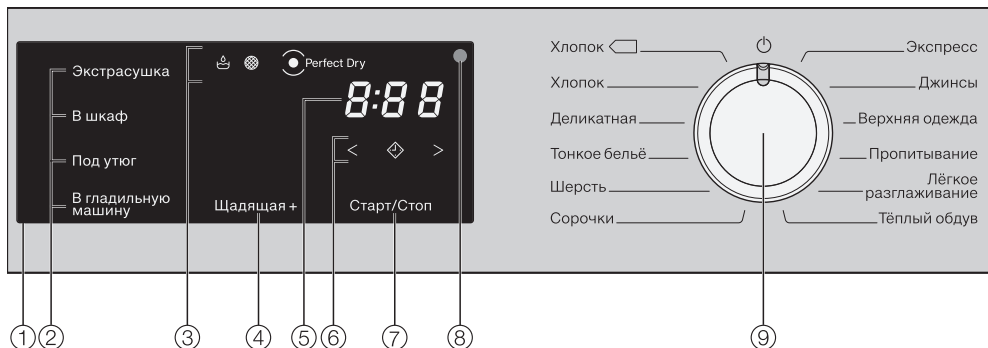 Экстрасушка
В шкаф
Под утюг
В гладильную
машину
Perfect Dry
8:88
< >
Щадящая +
Старт/Стоп
Хлопок
Хлопок
Деликатная
Тонкое бельё
Шерсть
Сорочки
Экспресс
Джинсы
Верхняя одежда
Пропитывание
Лёгкое
разглаживание
Тёплый обдув
① ② ③ ④ ⑤ ⑥ ⑦ ⑧ ⑨